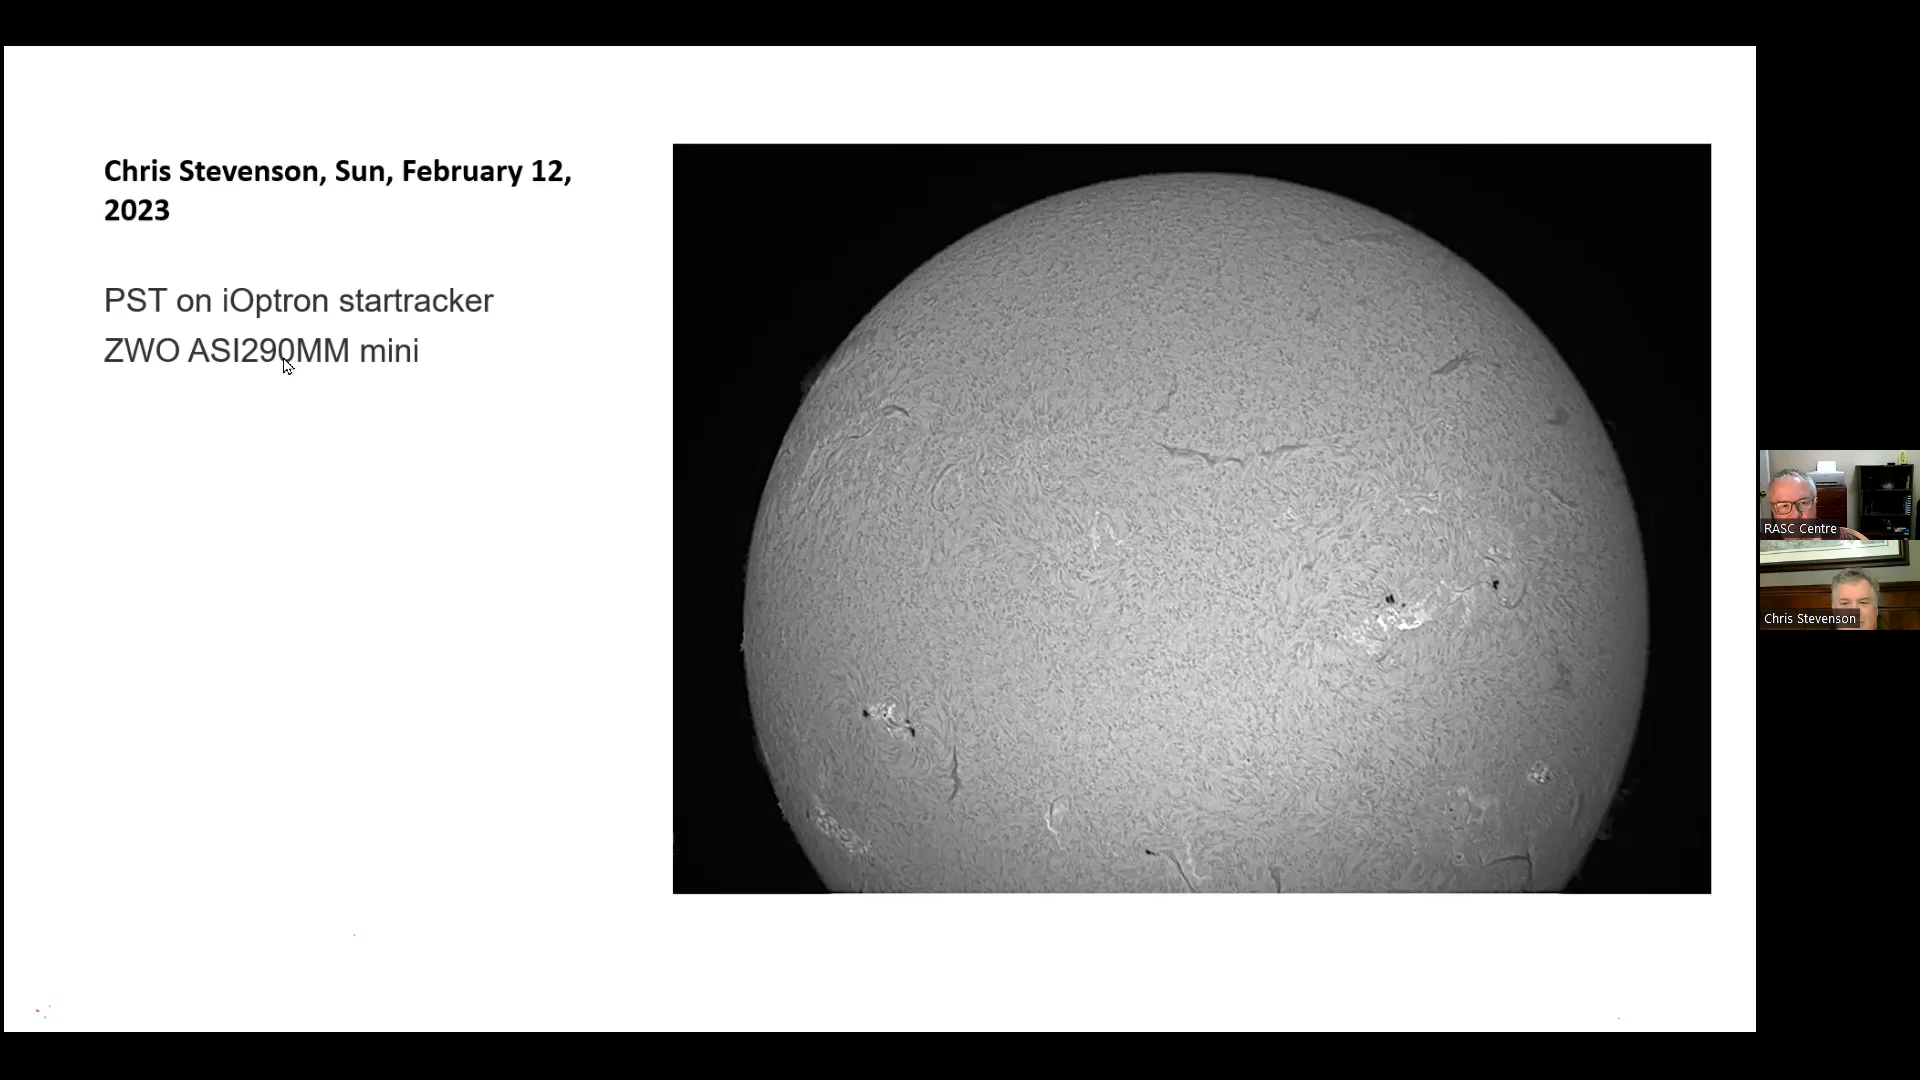 Chris Stevenson, Sun, February 12,
2023
PST on iOptron startracker
ZWO ASI290MM mini
RASC Centre
Chris Stevenson